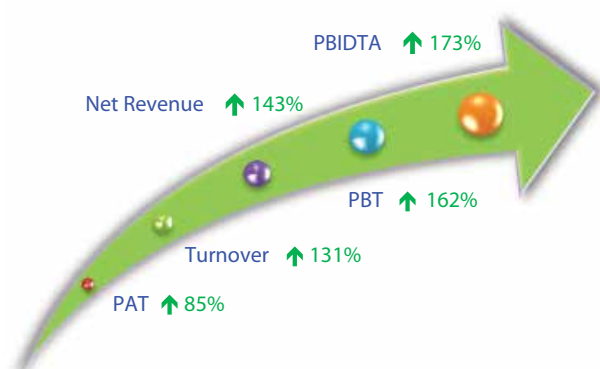 PBIDTA ↑ 173%
Net Revenue ↑ 143%
PBT ↑ 162%
Turnover ↑ 131%
PAT ↑ 85%